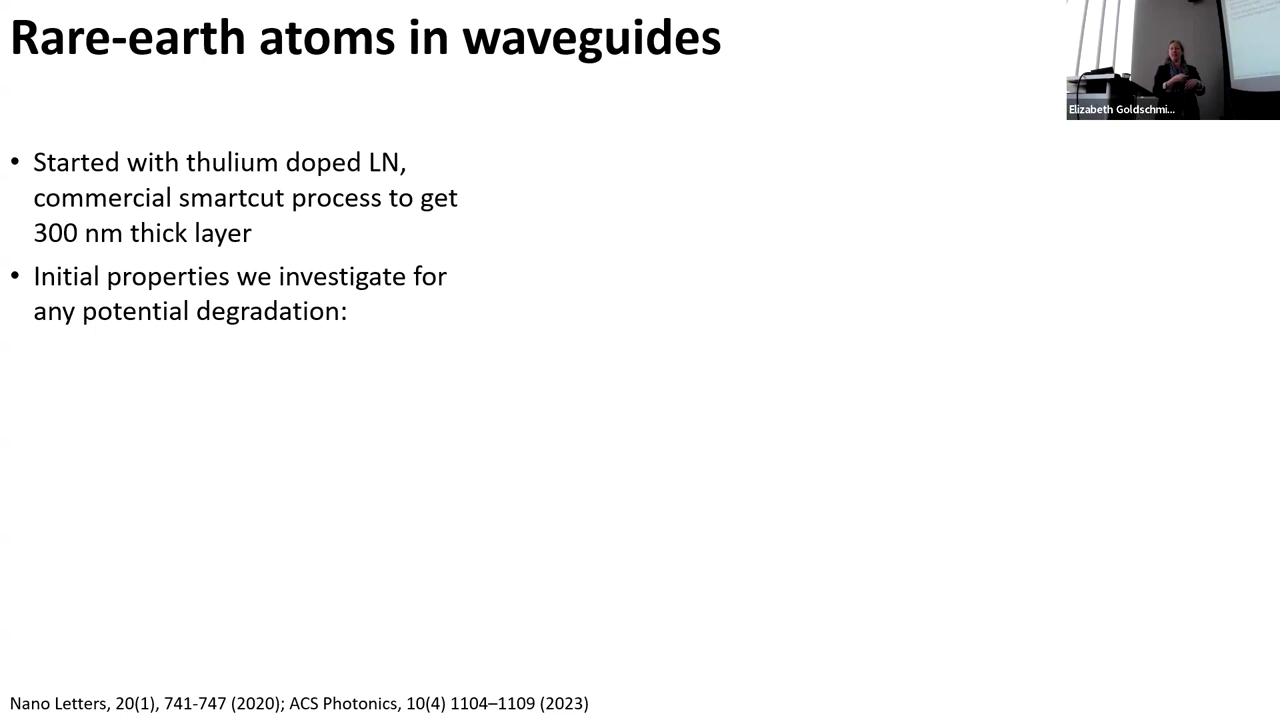 Rare-earth atoms in waveguides
Elizabeth Goldschmi...
• Started with thulium doped LN,
commercial smartcut process to get
300 nm thick layer
• Initial properties we investigate for
any potential degradation:
Nano Letters, 20(1), 741-747 (2020); ACS Photonics, 10(4) 1104–1109 (2023)